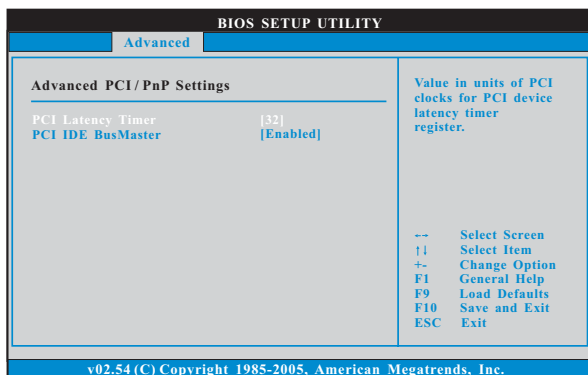 BIOS SETUP UTILITY
Advanced
Advanced PCI / PnP Settings
PCI Latency Timer [32]
PCI IDE BusMaster [Enabled]
Value in units of PCI
clocks for PCI device
latency timer
register.
←→ Select Screen
↑↓ Select Item
+- Change Option
F1 General Help
F9 Load Defaults
F10 Save and Exit
ESC Exit
v02.54 (C) Copyright 1985-2005, American Megatrends, Inc.